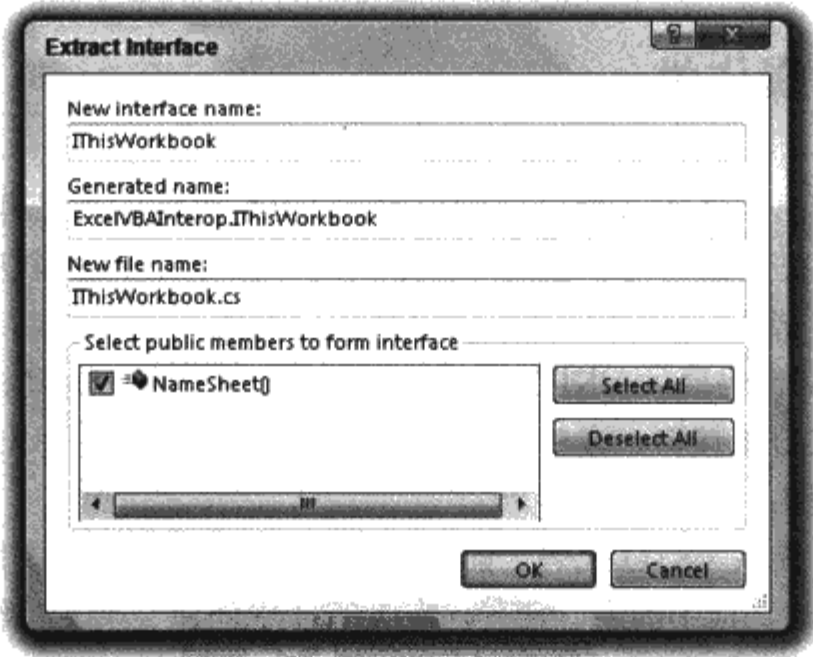 Extract Interface
New interface name:
IThisWorkbook
Generated name:
ExcelVBAInterop.IThisWorkbook
New file name:
IThisWorkbook.cs
Select public members to form interface
NameSheet()
Select All
Deselect All
OK
Cancel